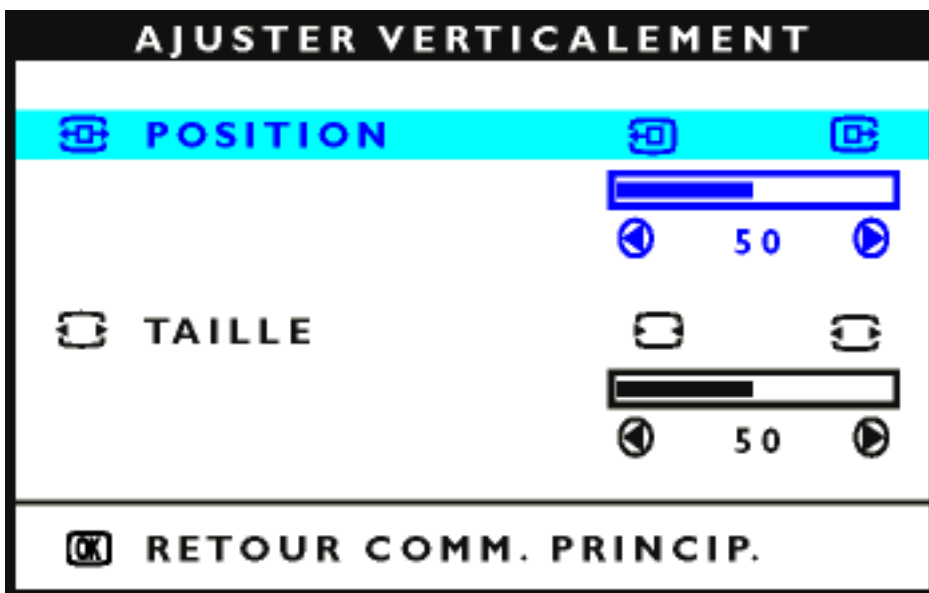 AJUSTER VERTICALEMENT
POSITION
50
TAILLE
50
OK RETOUR COMM. PRINCIP.